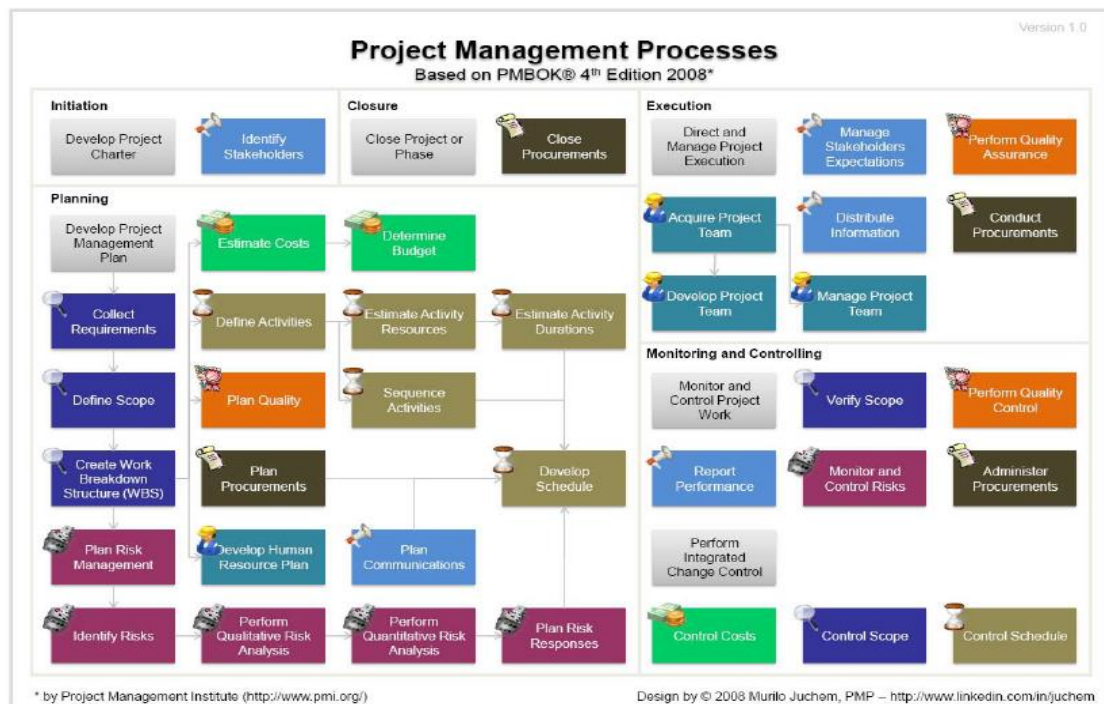 Version 1.0
Project Management Processes
Based on PMBOK® 4th Edition 2008*
Initiation
Develop Project
Charter
Identify
Stakeholders
Closure
Close Project or
Phase
Close
Procurements
Execution
Direct and
Manage Project
Execution
Manage
Stakeholders
Expectations
Perform Quality
Assurance
Acquire Project
Team
Distribute
Information
Conduct
Procurements
Develop Project
Team
Manage Project
Team
Planning
Develop Project
Management
Plan
Estimate Costs
Determine
Budget
Collect
Requirements
Define Activities
Estimate Activity
Resources
Estimate Activity
Durations
Define Scope
Plan Quality
Sequence
Activities
Create Work
Breakdown
Structure (WBS)
Plan
Procurements
Develop
Schedule
Plan Risk
Management
Develop Human
Resource Plan
Plan
Communications
Identify Risks
Perform
Qualitative Risk
Analysis
Perform
Quantitative Risk
Analysis
Plan Risk
Responses
Monitoring and Controlling
Monitor and
Control Project
Work
Verify Scope
Perform Quality
Control
Report
Performance
Monitor and
Control Risks
Administer
Procurements
Perform
Integrated
Change Control
Control Costs
Control Scope
Control Schedule
* by Project Management Institute (http://www.pmi.org/)
Design by © 2008 Murilo Juchem, PMP – http://www.linkedin.com/in/juchem